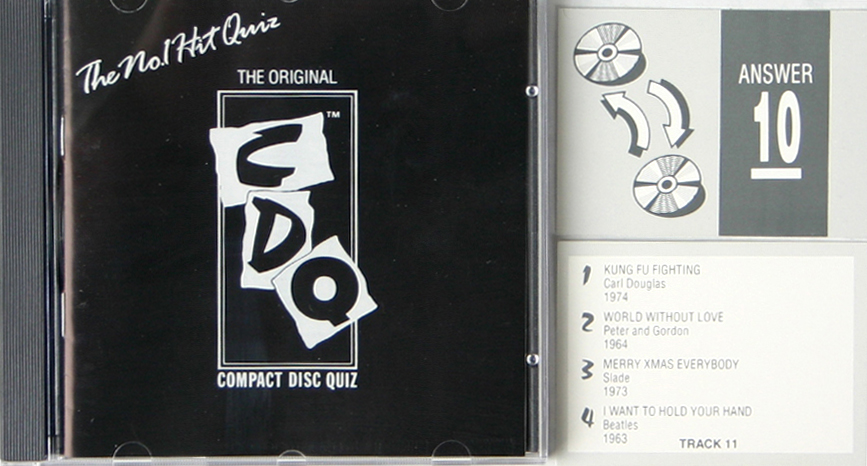 The No.1 Hit Quiz
THE ORIGINAL
CDQ™
COMPACT DISC QUIZ
ANSWER
10
1 KUNG FU FIGHTING
Carl Douglas
1974
2 WORLD WITHOUT LOVE
Peter and Gordon
1964
3 MERRY XMAS EVERYBODY
Slade
1973
4 I WANT TO HOLD YOUR HAND
Beatles
1963
TRACK 11